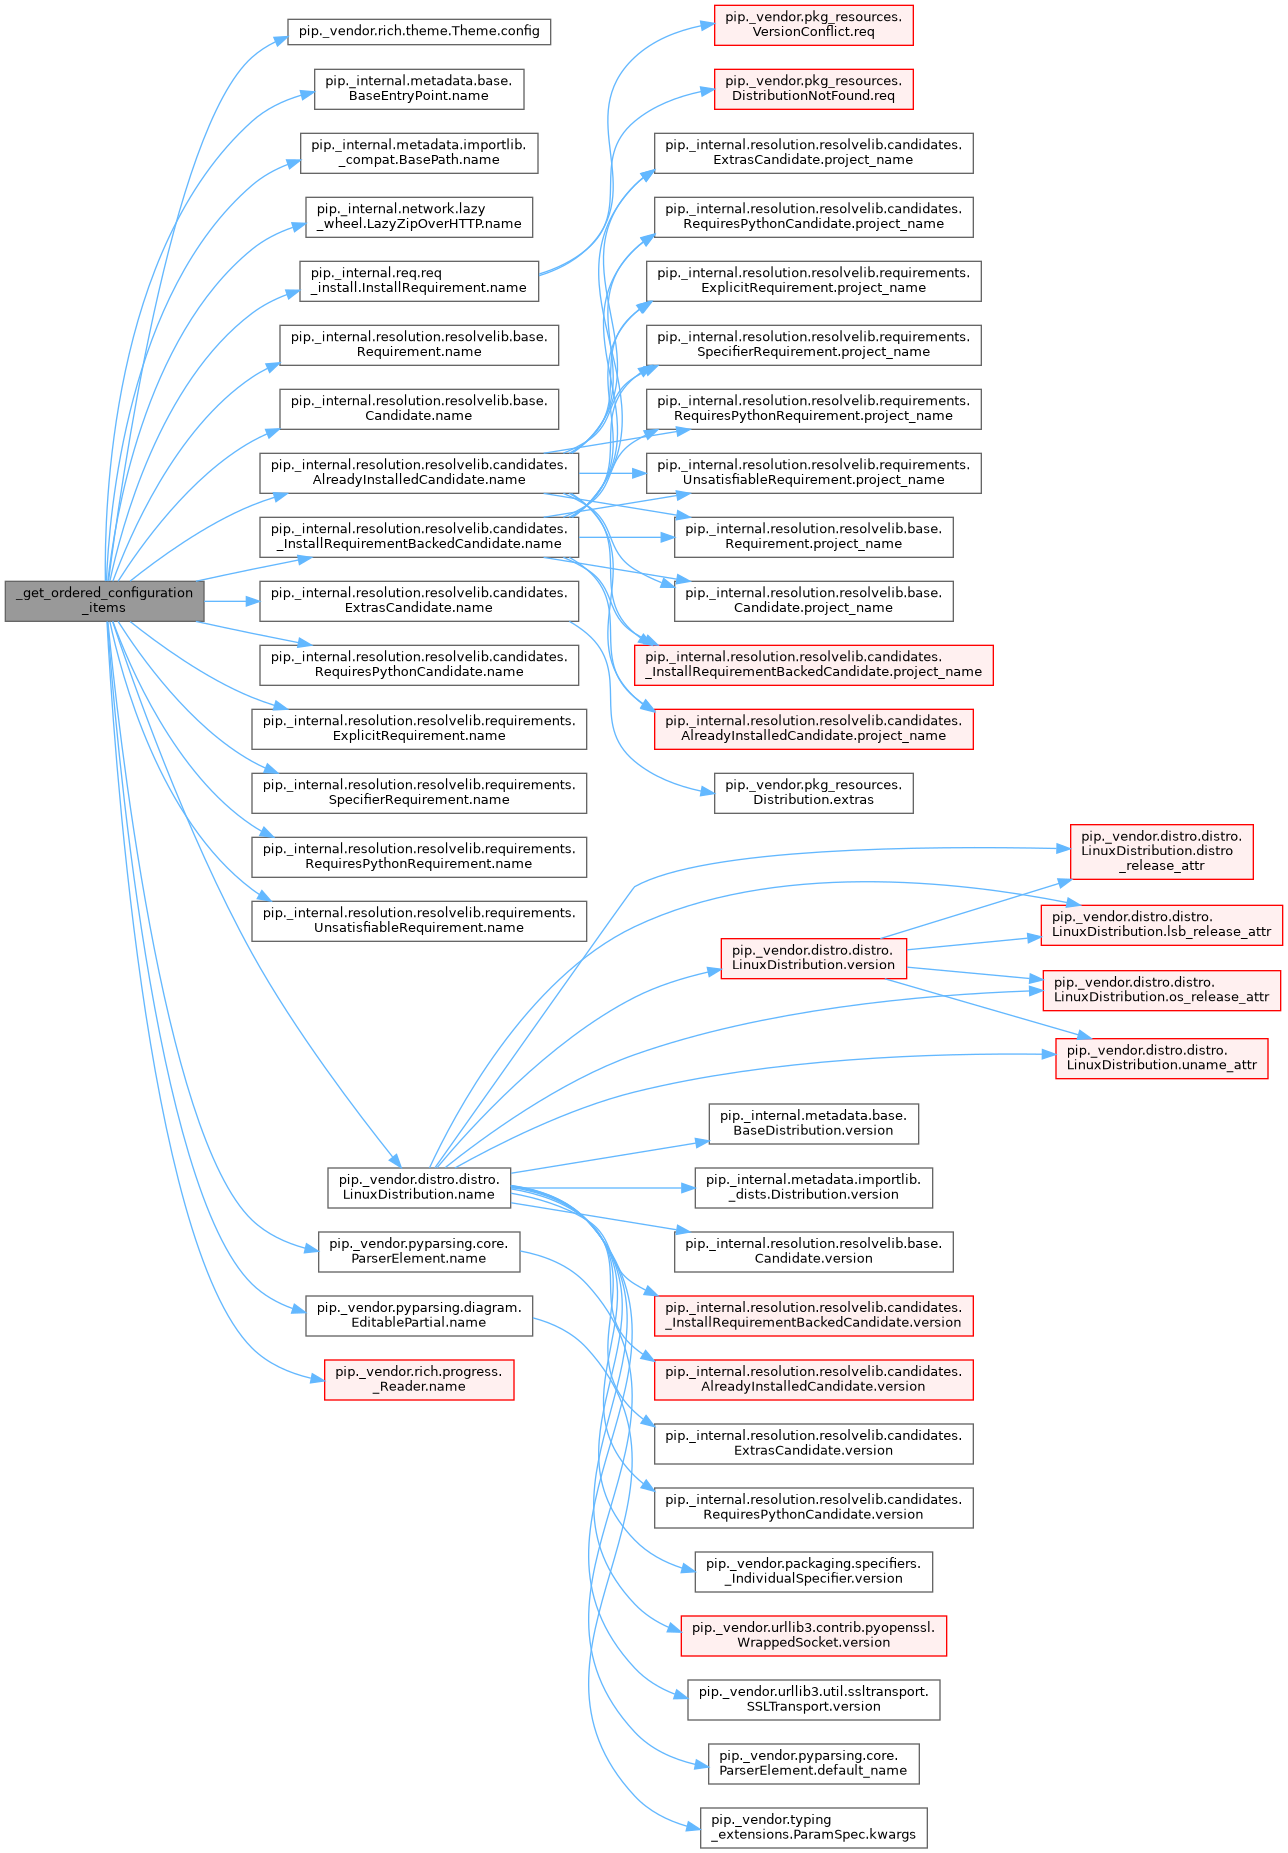 _get_ordered_configuration
_items
pip._vendor.rich.theme.Theme.config
pip._internal.metadata.base.
BaseEntryPoint.name
pip._internal.metadata.importlib.
_compat.BasePath.name
pip._internal.network.lazy
_wheel.LazyZipOverHTTP.name
pip._internal.req.req
_install.InstallRequirement.name
pip._internal.resolution.resolvelib.base.
Requirement.name
pip._internal.resolution.resolvelib.base.
Candidate.name
pip._internal.resolution.resolvelib.candidates.
AlreadyInstalledCandidate.name
pip._internal.resolution.resolvelib.candidates.
_InstallRequirementBackedCandidate.name
pip._internal.resolution.resolvelib.candidates.
ExtrasCandidate.name
pip._internal.resolution.resolvelib.candidates.
RequiresPythonCandidate.name
pip._internal.resolution.resolvelib.requirements.
ExplicitRequirement.name
pip._internal.resolution.resolvelib.requirements.
SpecifierRequirement.name
pip._internal.resolution.resolvelib.requirements.
RequiresPythonRequirement.name
pip._internal.resolution.resolvelib.requirements.
UnsatisfiableRequirement.name
pip._vendor.distro.distro.
LinuxDistribution.name
pip._vendor.pyparsing.core.
ParserElement.name
pip._vendor.pyparsing.diagram.
EditablePartial.name
pip._vendor.rich.progress.
_Reader.name
pip._vendor.pkg_resources.
VersionConflict.req
pip._vendor.pkg_resources.
DistributionNotFound.req
pip._internal.resolution.resolvelib.candidates.
ExtrasCandidate.project_name
pip._internal.resolution.resolvelib.candidates.
RequiresPythonCandidate.project_name
pip._internal.resolution.resolvelib.requirements.
ExplicitRequirement.project_name
pip._internal.resolution.resolvelib.requirements.
SpecifierRequirement.project_name
pip._internal.resolution.resolvelib.requirements.
RequiresPythonRequirement.project_name
pip._internal.resolution.resolvelib.requirements.
UnsatisfiableRequirement.project_name
pip._internal.resolution.resolvelib.base.
Requirement.project_name
pip._internal.resolution.resolvelib.base.
Candidate.project_name
pip._internal.resolution.resolvelib.candidates.
_InstallRequirementBackedCandidate.project_name
pip._internal.resolution.resolvelib.candidates.
AlreadyInstalledCandidate.project_name
pip._vendor.pkg_resources.
Distribution.extras
pip._vendor.distro.distro.
LinuxDistribution.version
pip._internal.metadata.base.
BaseDistribution.version
pip._internal.metadata.importlib.
_dists.Distribution.version
pip._internal.resolution.resolvelib.base.
Candidate.version
pip._internal.resolution.resolvelib.candidates.
_InstallRequirementBackedCandidate.version
pip._internal.resolution.resolvelib.candidates.
AlreadyInstalledCandidate.version
pip._internal.resolution.resolvelib.candidates.
ExtrasCandidate.version
pip._internal.resolution.resolvelib.candidates.
RequiresPythonCandidate.version
pip._vendor.packaging.specifiers.
_IndividualSpecifier.version
pip._vendor.urllib3.contrib.pyopenssl.
WrappedSocket.version
pip._vendor.urllib3.util.ssltransport.
SSLTransport.version
pip._vendor.pyparsing.core.
ParserElement.default_name
pip._vendor.typing
_extensions.ParamSpec.kwargs
pip._vendor.distro.distro.
LinuxDistribution.distro
_release_attr
pip._vendor.distro.distro.
LinuxDistribution.lsb_release_attr
pip._vendor.distro.distro.
LinuxDistribution.os_release_attr
pip._vendor.distro.distro.
LinuxDistribution.uname_attr